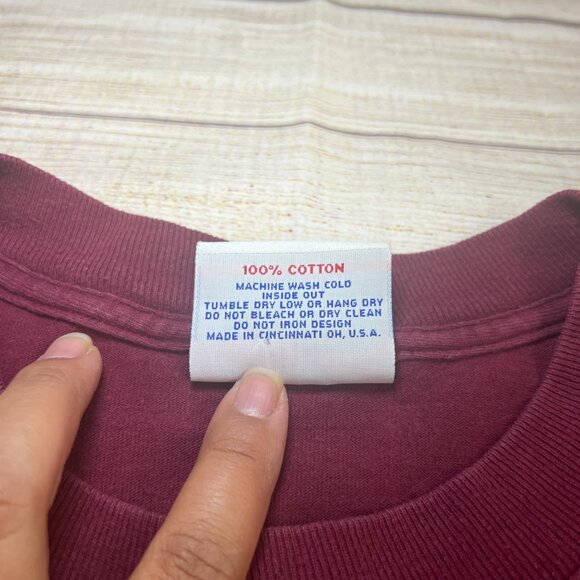 100% COTTON
MACHINE WASH COLD
INSIDE OUT
TUMBLE DRY LOW OR HANG DRY
DO NOT BLEACH OR DRY CLEAN
DO NOT IRON DESIGN
MADE IN CINCINNATI OH, U.S.A.